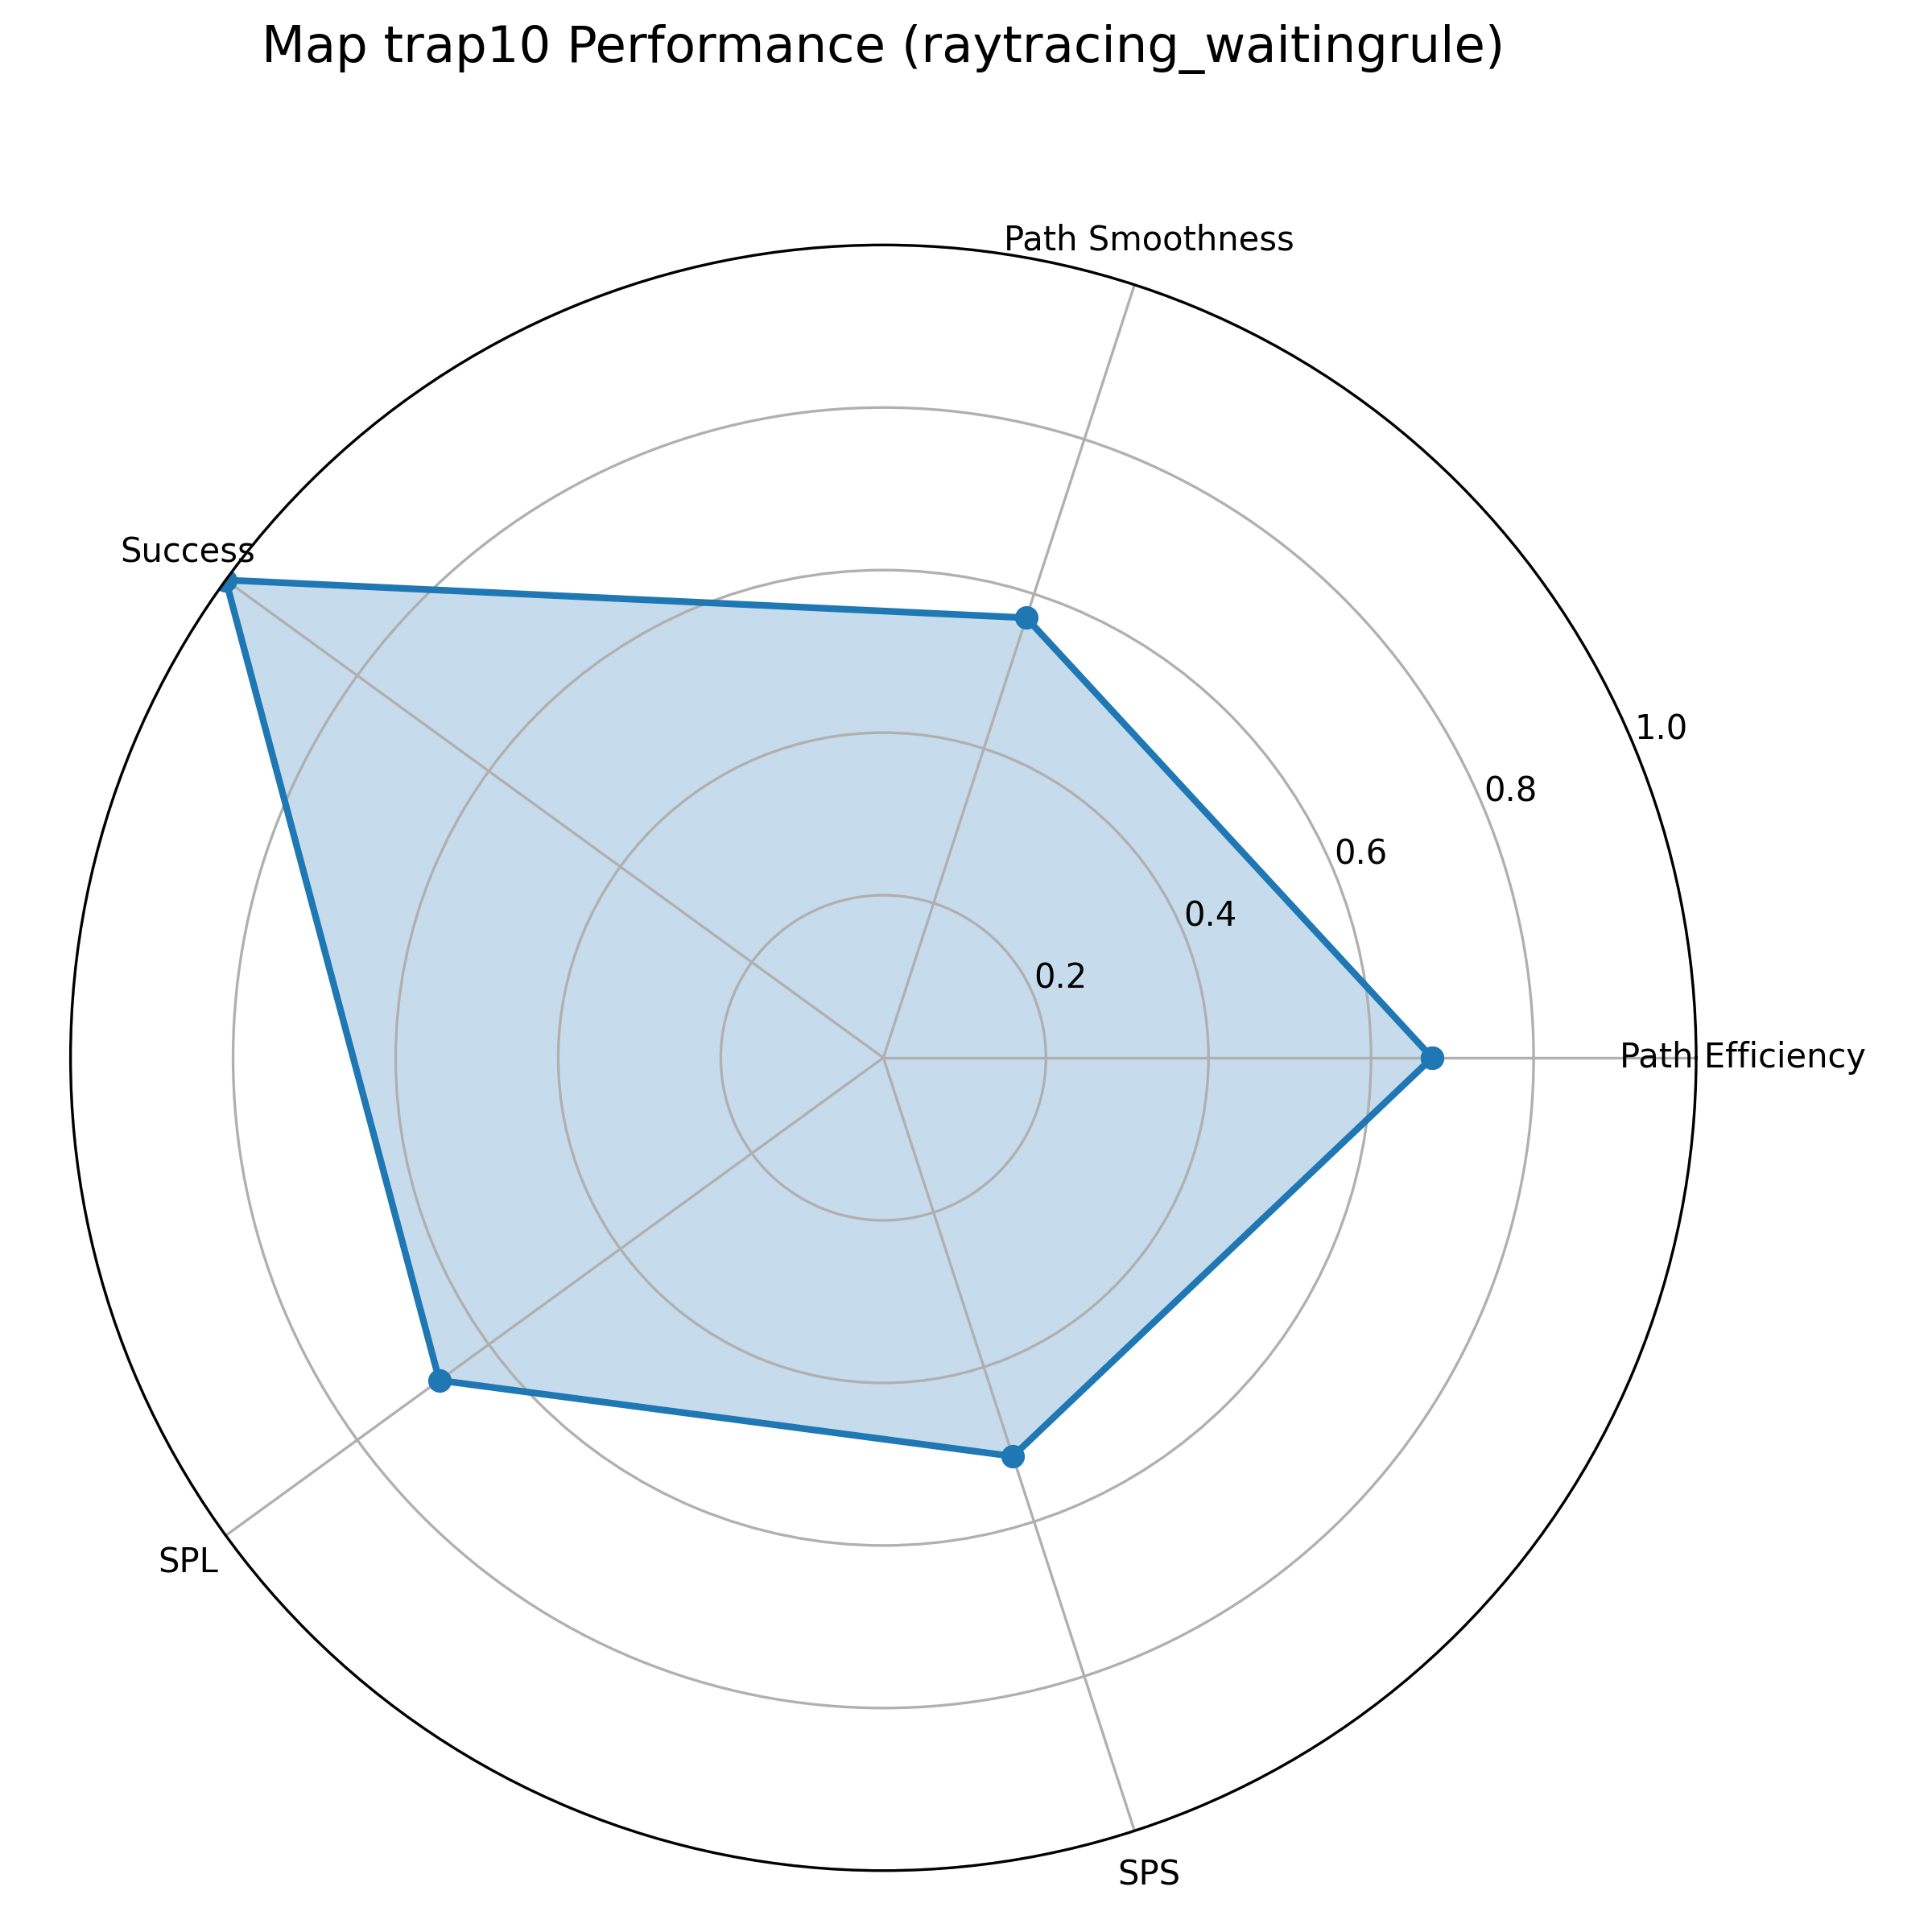 Map trap10 Performance (raytracing_waitingrule)
Path Smoothness
Success
1.0
0.8
0.6
0.4
0.2
Path Efficiency
SPL
SPS